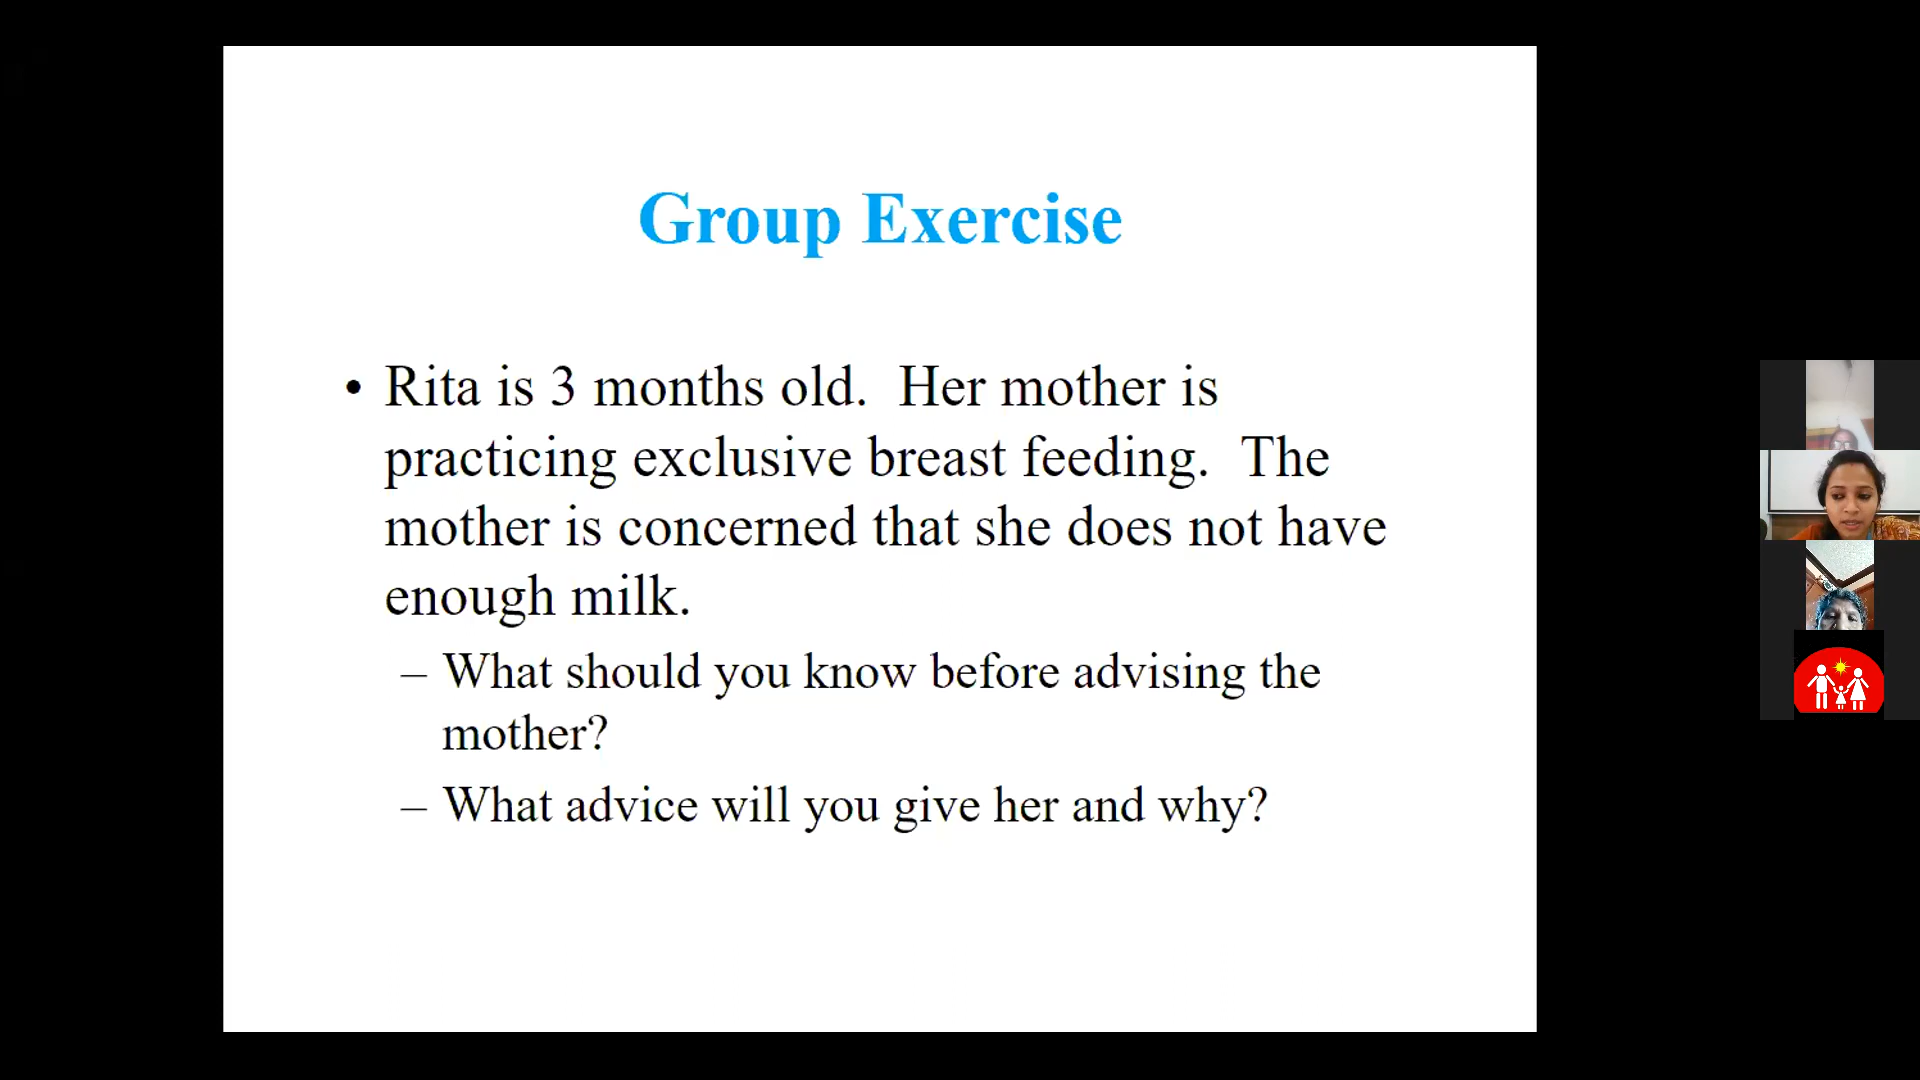 Group Exercise
• Rita is 3 months old. Her mother is
practicing exclusive breast feeding. The
mother is concerned that she does not have
enough milk.
– What should you know before advising the
mother?
– What advice will you give her and why?